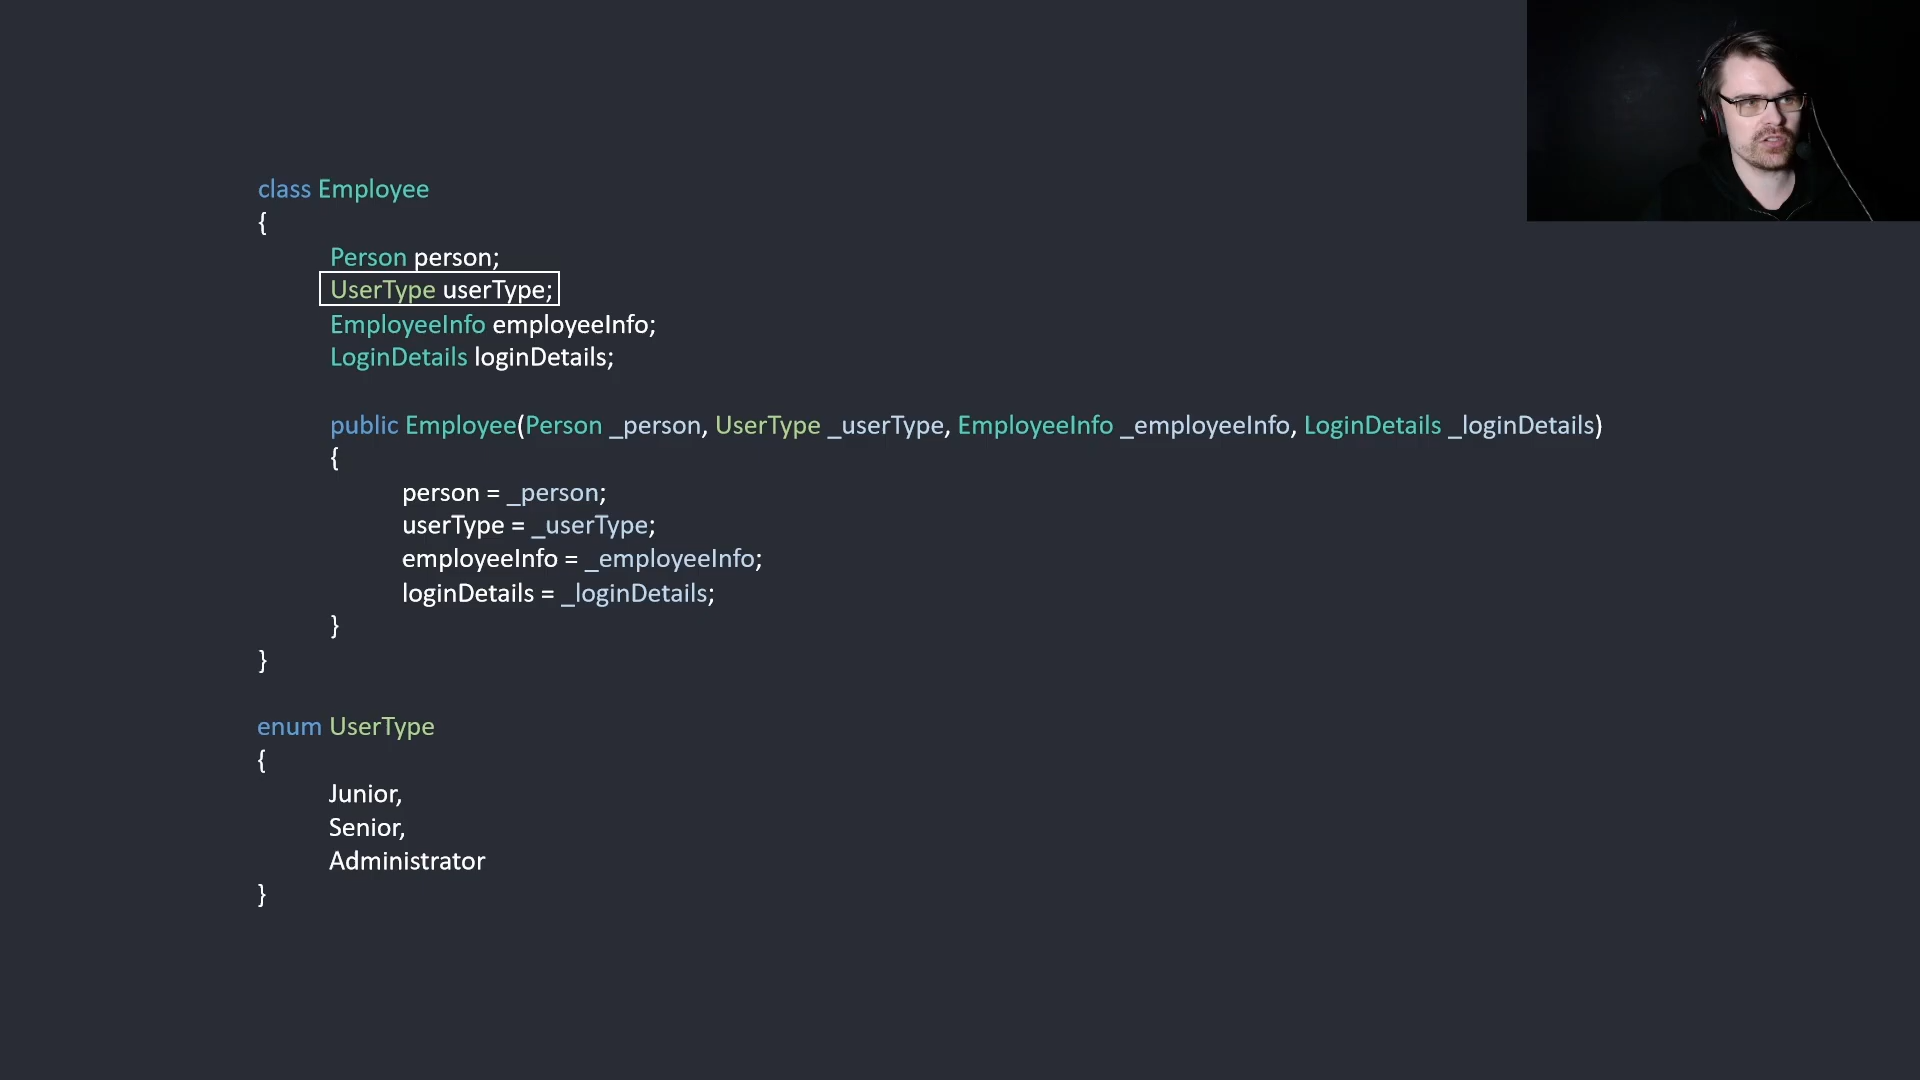 class Employee
{
Person person;
UserType userType;
EmployeeInfo employeeInfo;
LoginDetails loginDetails;
public Employee(Person _person, UserType _userType, EmployeeInfo _employeeInfo, LoginDetails _loginDetails)
{
person = _person;
userType = _userType;
employeeInfo = _employeeInfo;
loginDetails = _loginDetails;
}
}
enum UserType
{
Junior,
Senior,
Administrator
}